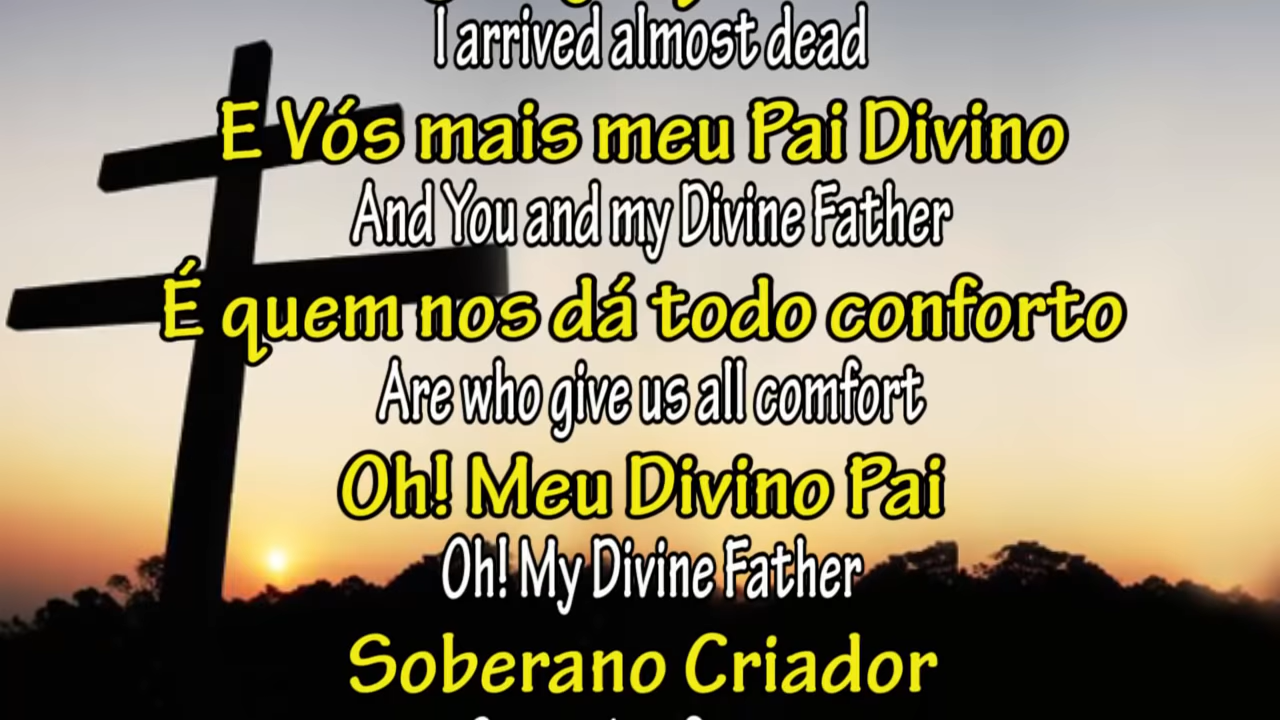 I arrived almost dead
E Vós mais meu Pai Divino
And You and my Divine Father
É quem nos dá todo conforto
Are who give us all comfort
Oh! Meu Divino Pai
Oh! My Divine Father
Soberano Criador